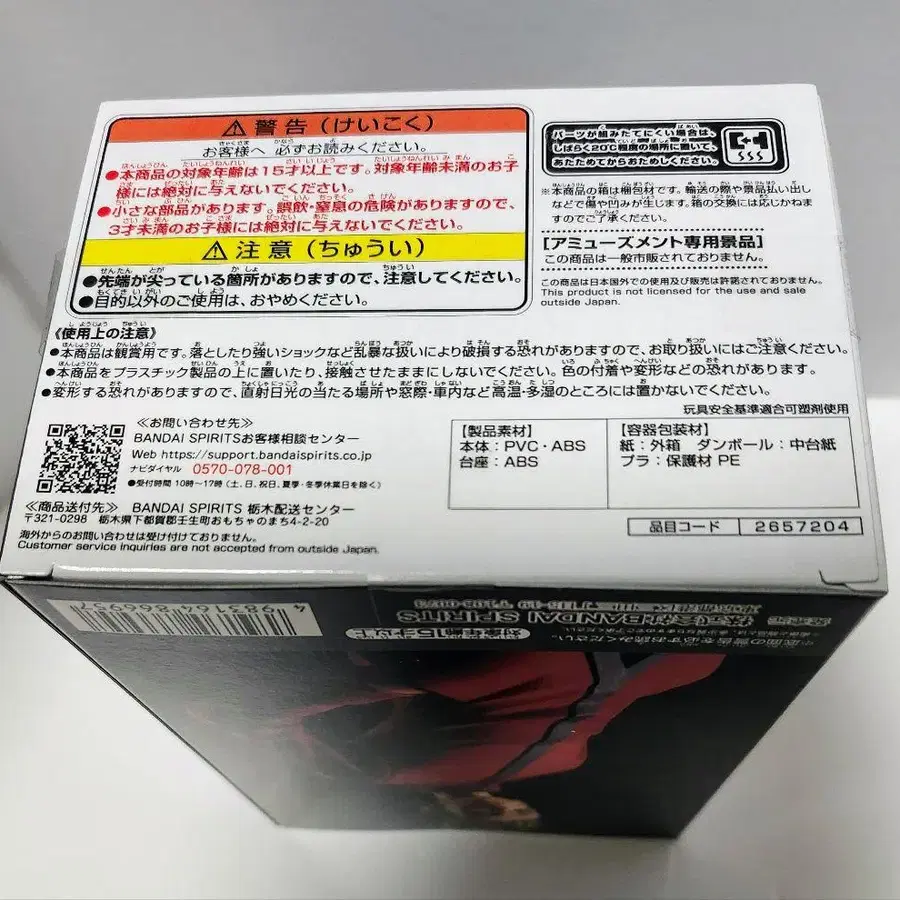 ⚠警告（けいこく）
お客様へ 必ずお読みください。
●本商品の対象年齢は15才以上です。対象年齢未満のお子
様には絶対に与えないでください。
●小さな部品があります。誤飲・窒息の危険がありますので、
3才未満のお子様には絶対に与えないでください。
⚠注意（ちゅうい）
●先端が尖っている箇所がありますので、注意してください。
●目的以外のご使用は、おやめください。
パーツが組みたてにくい場合は、
しばらく20℃程度の場所に置いて、
あたためてからおためしください。
※本商品の箱は梱包材です。輸送の際や景品払い出し
などで傷や凹みが生じます。箱の交換には応じかねま
すのでご了承ください。
【アミューズメント専用景品】
この商品は一般市販されておりません。
この商品は日本国外での使用及び販売は許諾されておりません。
This product is not licensed for the use and sale
outside Japan.
《使用上の注意》
●本商品は観賞用です。落としたり強いショックなど乱暴な扱いにより破損する恐れがありますので、お取り扱いにはご注意ください。
●本商品をプラスチック製品の上に置いたり、接触させたままにしないでください。色の付着や変形などの恐れがあります。
●変形する恐れがありますので、直射日光の当たる場所や窓際・車内など高温・多湿のところには置かないでください。
玩具安全基準適合可塑剤使用
≪お問い合わせ先≫
BANDAI SPIRITSお客様相談センター
Web https://support.bandaispirits.co.jp
ナビダイヤル 0570-078-001
●受付時間 10時〜17時（土、日、祝日、夏季・冬季休業日を除く）
【製品素材】
本体：PVC・ABS
台座：ABS
【容器包装材】
紙：外箱 ダンボール：中台紙
プラ：保護材 PE
≪商品送付先≫ BANDAI SPIRITS 栃木配送センター
〒321-0298 栃木県下都賀郡壬生町おもちゃのまち4-2-20
品目コード 2657204
海外からのお問い合わせは受け付けておりません。
Customer service inquiries are not accepted from outside Japan.
4 983164 866957
対象年齢15才以上
発売元 株式会社BANDAI SPIRITS